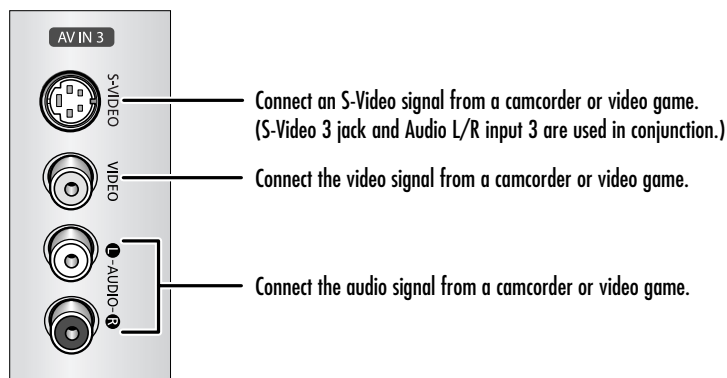 AV IN 3
S-VIDEO
Connect an S-Video signal from a camcorder or video game.
(S-Video 3 jack and Audio L/R input 3 are used in conjunction.)
VIDEO
Connect the video signal from a camcorder or video game.
L-AUDIO-R
Connect the audio signal from a camcorder or video game.